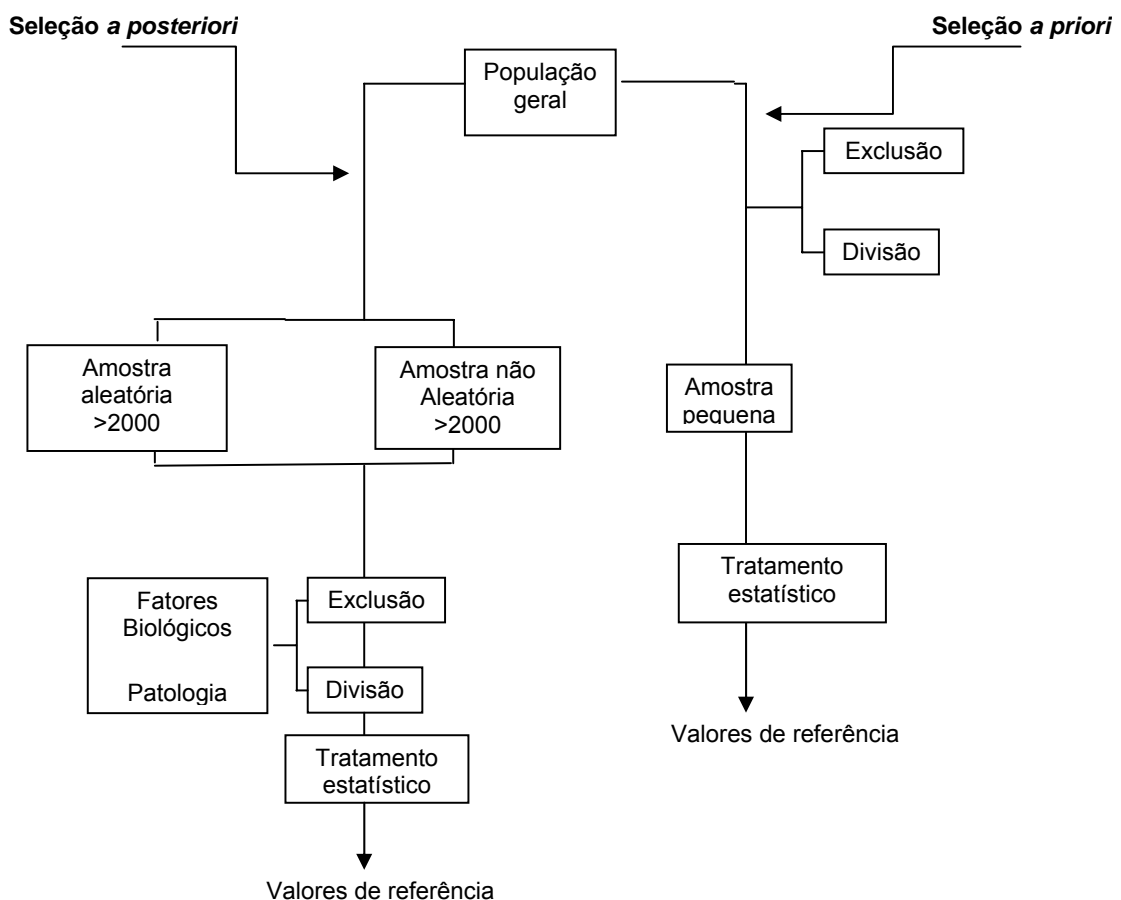 Seleção a posteriori
Seleção a priori
População
geral
Exclusão
Divisão
Amostra
aleatória
>2000
Amostra não
Aleatória
>2000
Amostra
pequena
Tratamento
estatístico
Valores de referência
Fatores
Biológicos
Patologia
Exclusão
Divisão
Tratamento
estatístico
Valores de referência